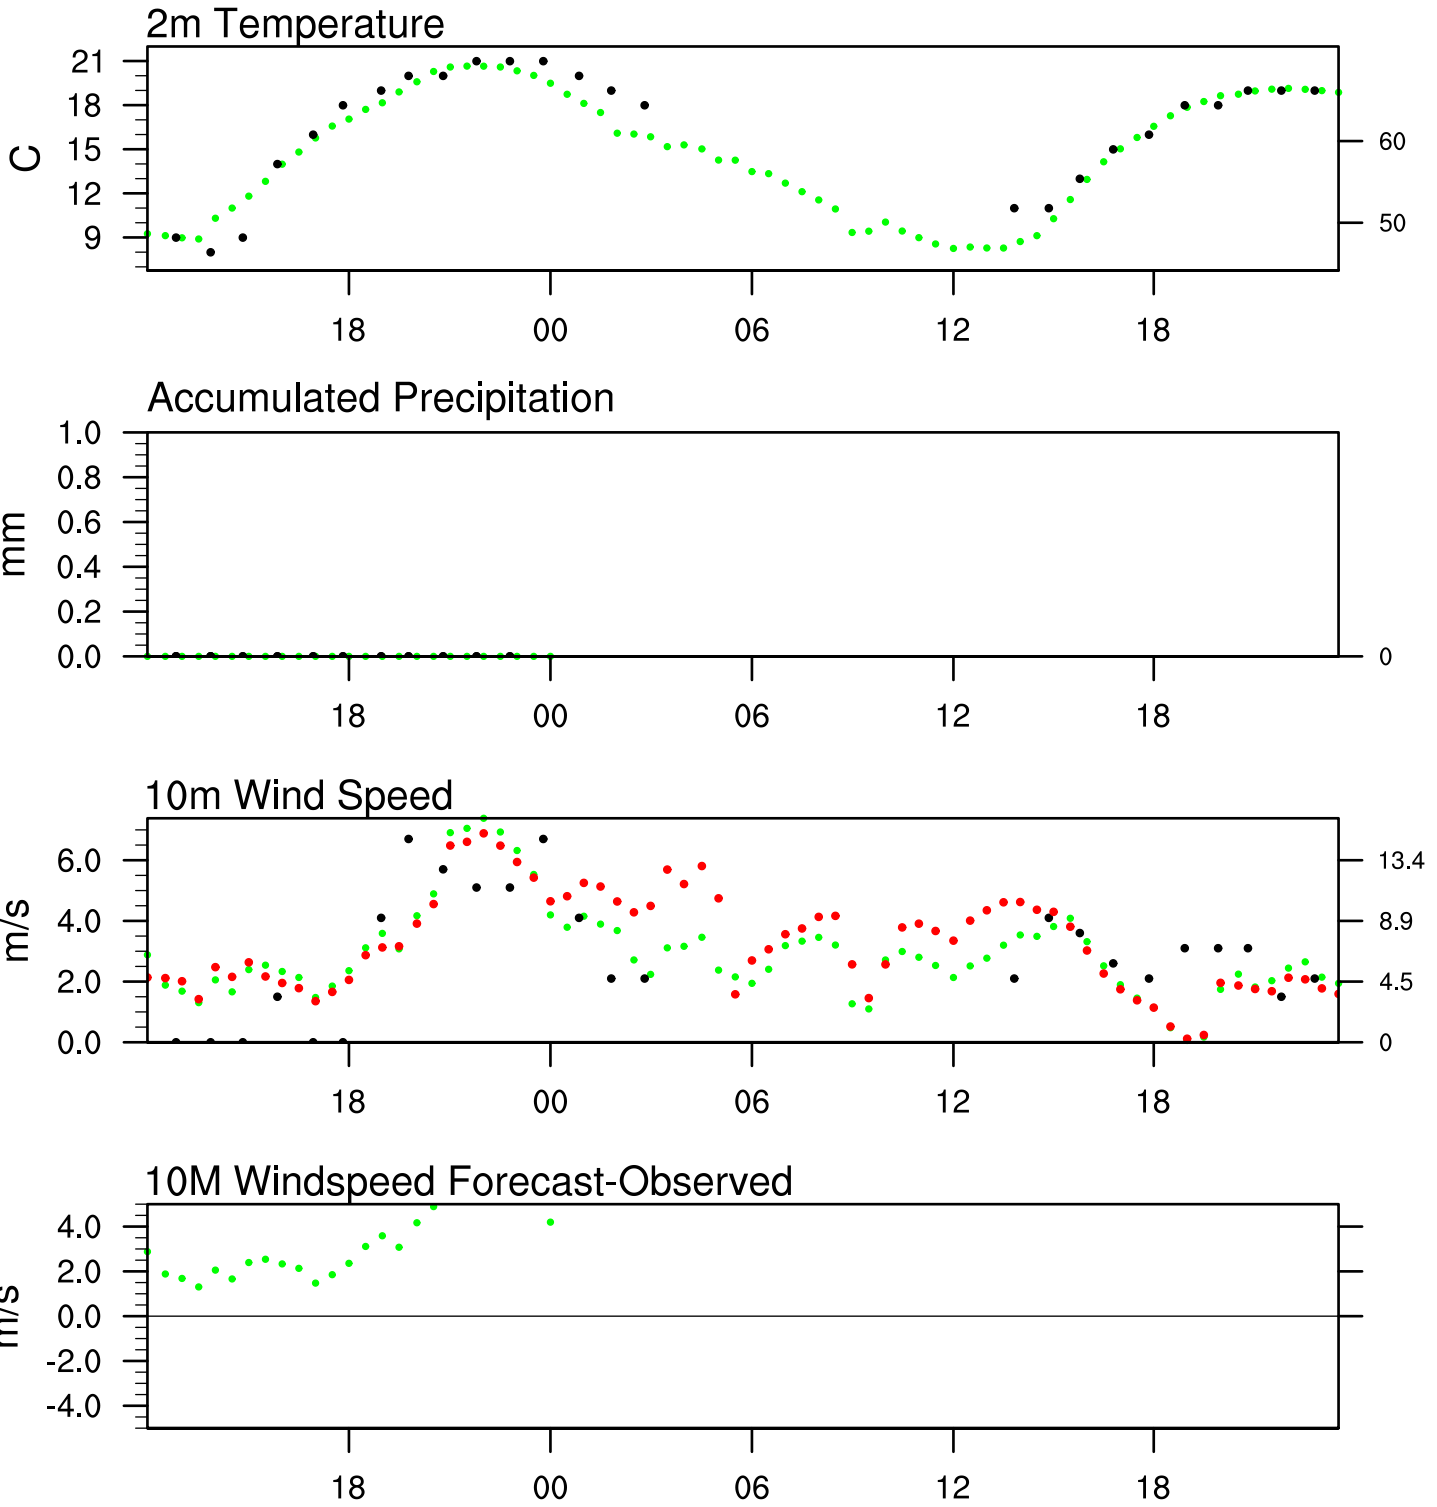 2m Temperature
21
18
15
12
9
C
60
50
18 00 06 12 18
Accumulated Precipitation
1.0
0.8
0.6
0.4
0.2
0.0
mm
0
18 00 06 12 18
10m Wind Speed
6.0
4.0
2.0
0.0
m/s
13.4
8.9
4.5
0
18 00 06 12 18
10M Windspeed Forecast-Observed
4.0
2.0
0.0
-2.0
-4.0
m/s
18 00 06 12 18